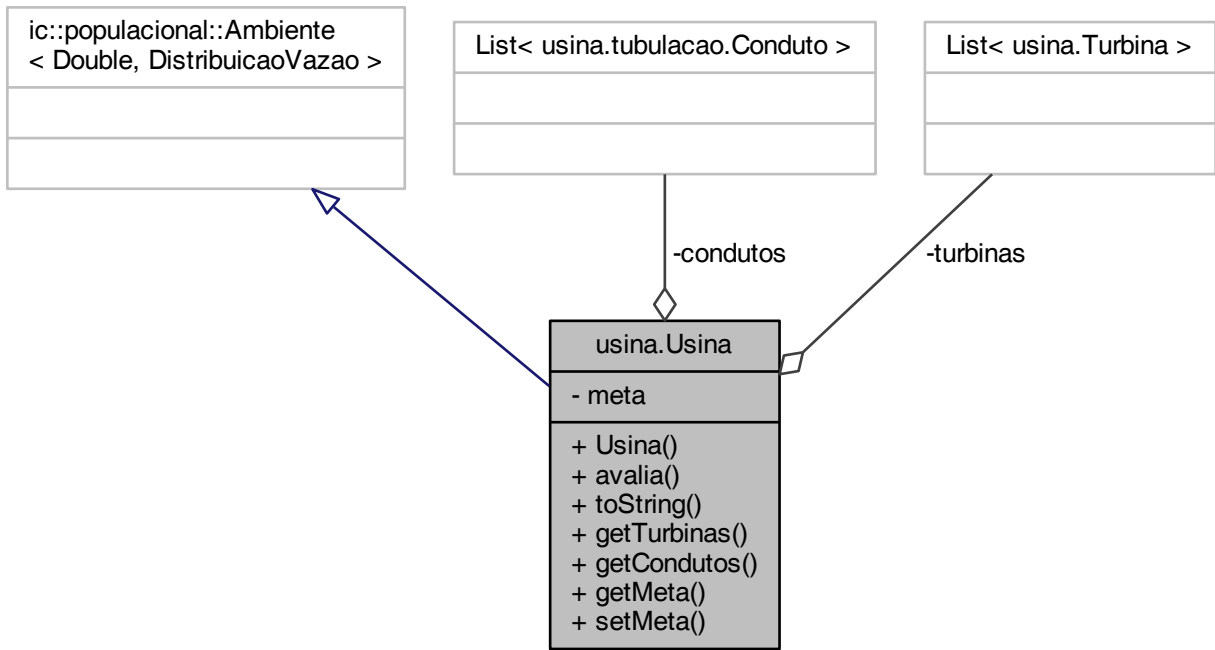 ic::populacional::Ambiente
< Double, DistribuicaoVazao >
List< usina.tubulacao.Conduto >
List< usina.Turbina >
-condutos
-turbinas
usina.Usina
- meta
+ Usina()
+ avalia()
+ toString()
+ getTurbinas()
+ getCondutos()
+ getMeta()
+ setMeta()